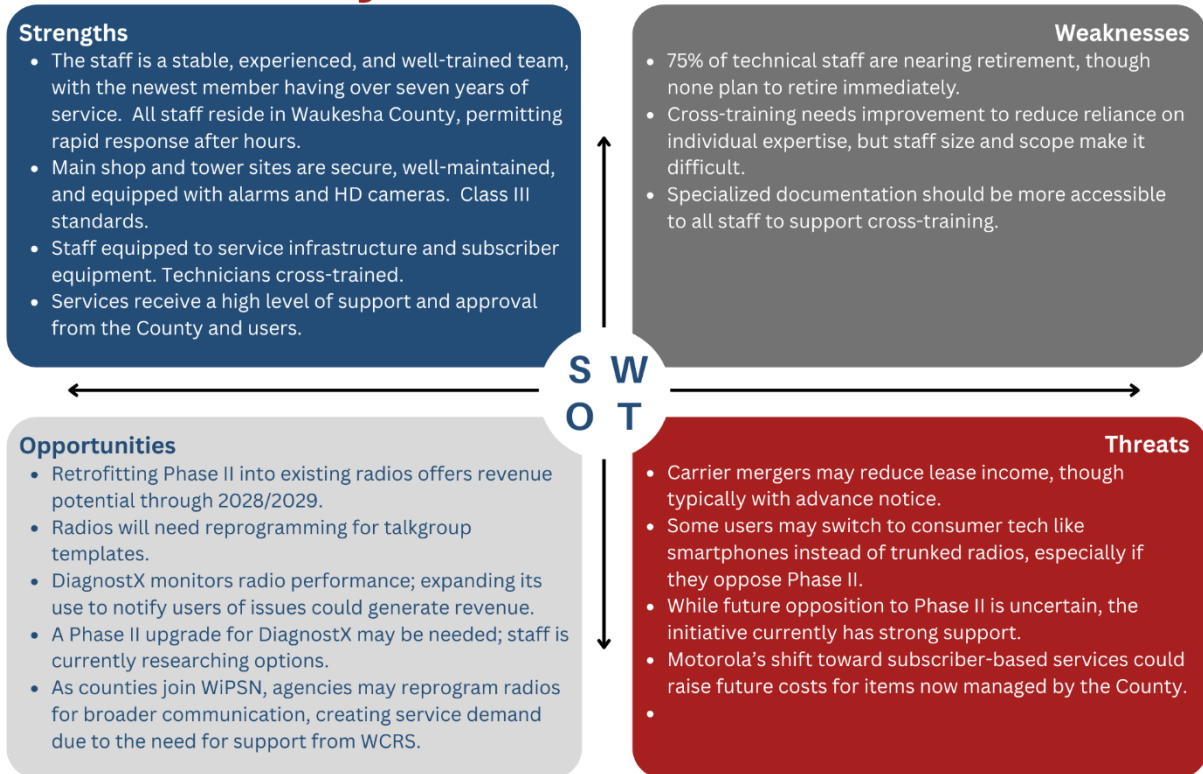 Strengths
• The staff is a stable, experienced, and well-trained team,
with the newest member having over seven years of
service.  All staff reside in Waukesha County, permitting
rapid response after hours.
• Main shop and tower sites are secure, well-maintained,
and equipped with alarms and HD cameras.  Class III
standards.
• Staff equipped to service infrastructure and subscriber
equipment. Technicians cross-trained.
• Services receive a high level of support and approval
from the County and users.
Weaknesses
• 75% of technical staff are nearing retirement, though
none plan to retire immediately.
• Cross-training needs improvement to reduce reliance on
individual expertise, but staff size and scope make it
difficult.
• Specialized documentation should be more accessible
to all staff to support cross-training.
S W
O T
Opportunities
• Retrofitting Phase II into existing radios offers revenue
potential through 2028/2029.
• Radios will need reprogramming for talkgroup
templates.
• DiagnostX monitors radio performance; expanding its
use to notify users of issues could generate revenue.
• A Phase II upgrade for DiagnostX may be needed; staff is
currently researching options.
• As counties join WiPSN, agencies may reprogram radios
for broader communication, creating service demand
due to the need for support from WCRS.
Threats
• Carrier mergers may reduce lease income, though
typically with advance notice.
• Some users may switch to consumer tech like
smartphones instead of trunked radios, especially if
they oppose Phase II.
• While future opposition to Phase II is uncertain, the
initiative currently has strong support.
• Motorola's shift toward subscriber-based services could
raise future costs for items now managed by the County.
•